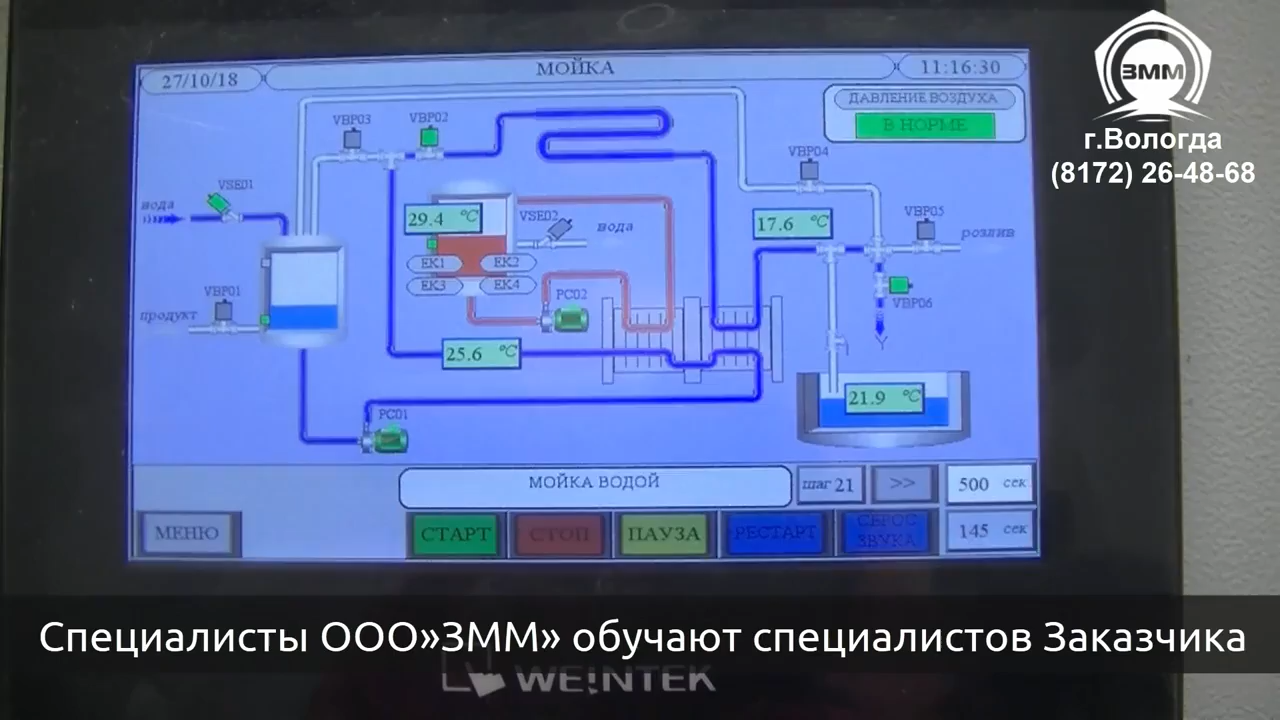 ЗММ
г.Вологда
(8172) 26-48-68
27/10/18
МОЙКА
11:16:30
ДАВЛЕНИЕ ВОЗДУХА
В НОРМЕ
VBP03
VBP02
VBP04
VSE01
вода
29.4 °C
VSE02
вода
17.6 °C
VBP05
розлив
EK1
EK2
EK3
EK4
VBP01
продукт
PC02
VBP06
25.6 °C
21.9 °C
PC01
МОЙКА ВОДОЙ
шаг 21
>>
500 сек
МЕНЮ
СТАРТ
СТОП
ПАУЗА
РЕСТАРТ
СБРОС
ЗВУКА
145 сек
Специалисты ООО»ЗММ» обучают специалистов Заказчика
WE!NTEK